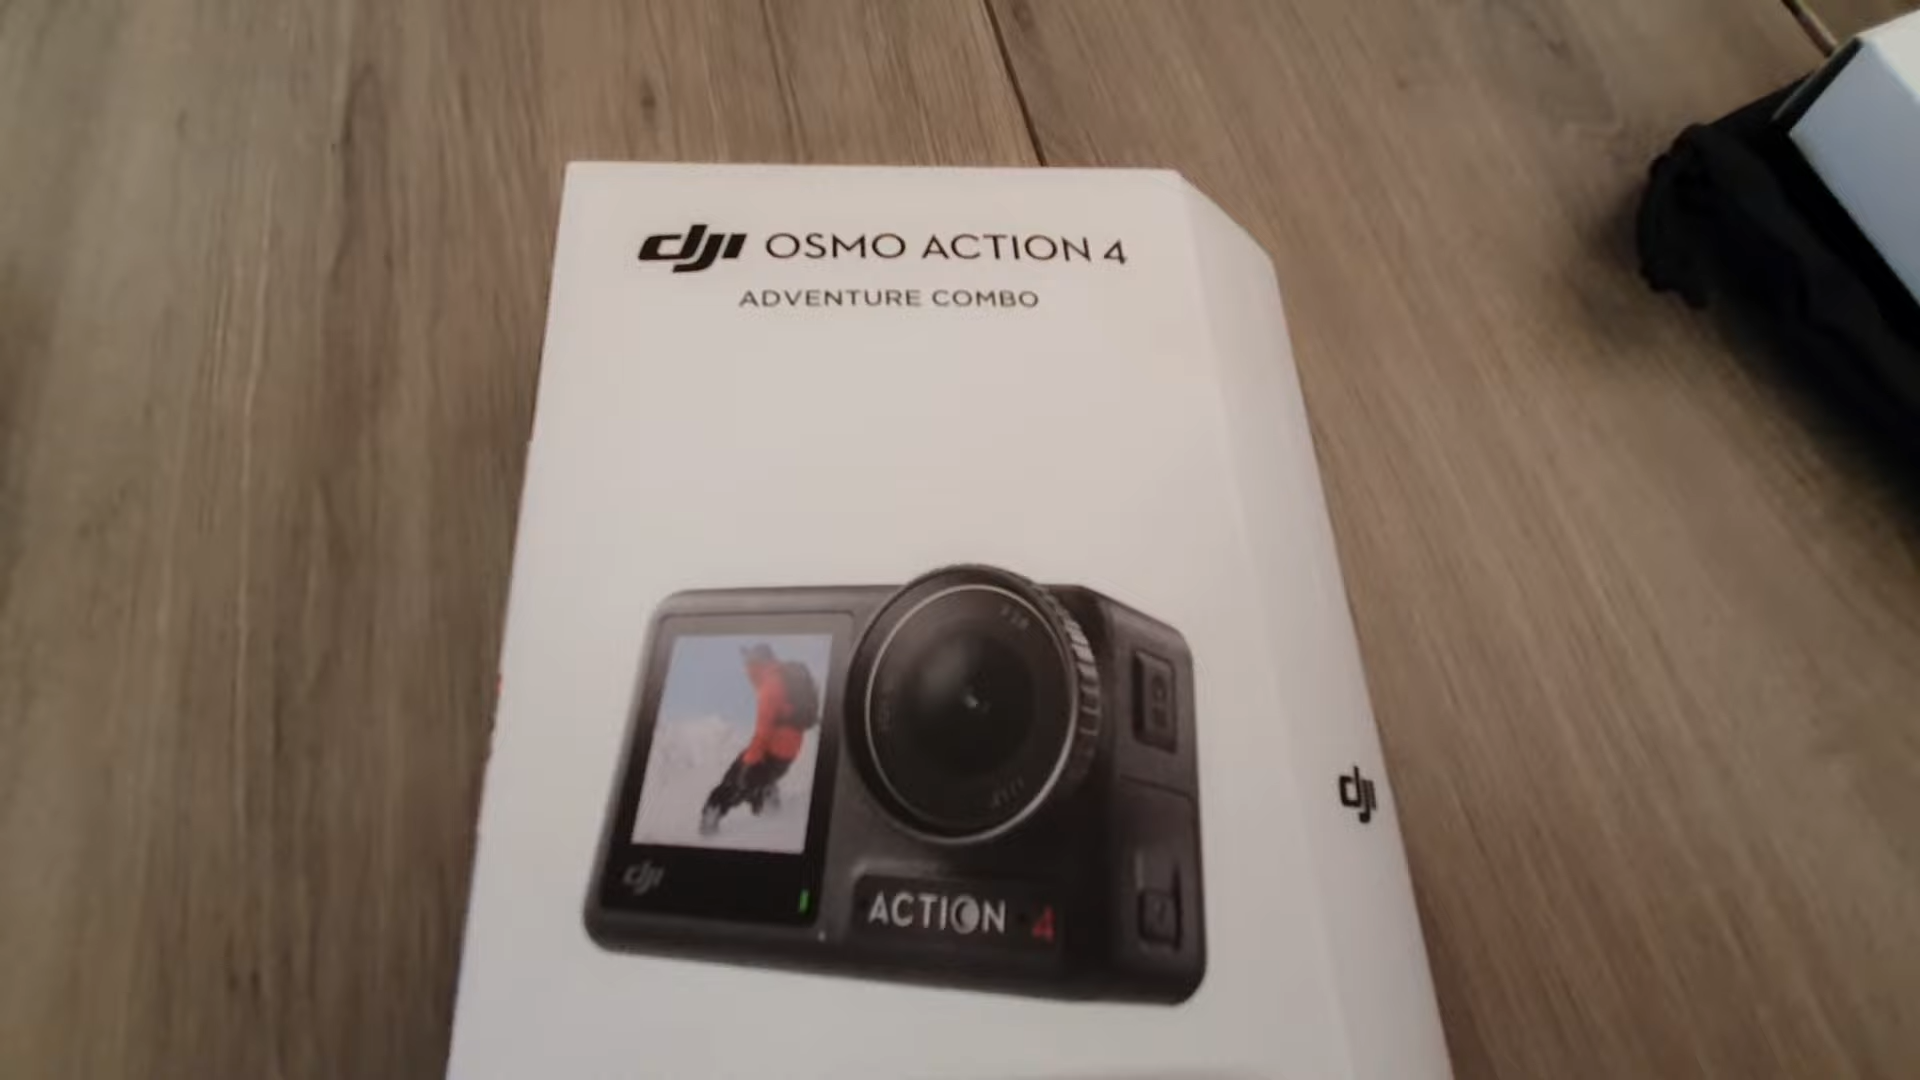 dji OSMO ACTION 4
ADVENTURE COMBO
dji
ACTION 4
dji